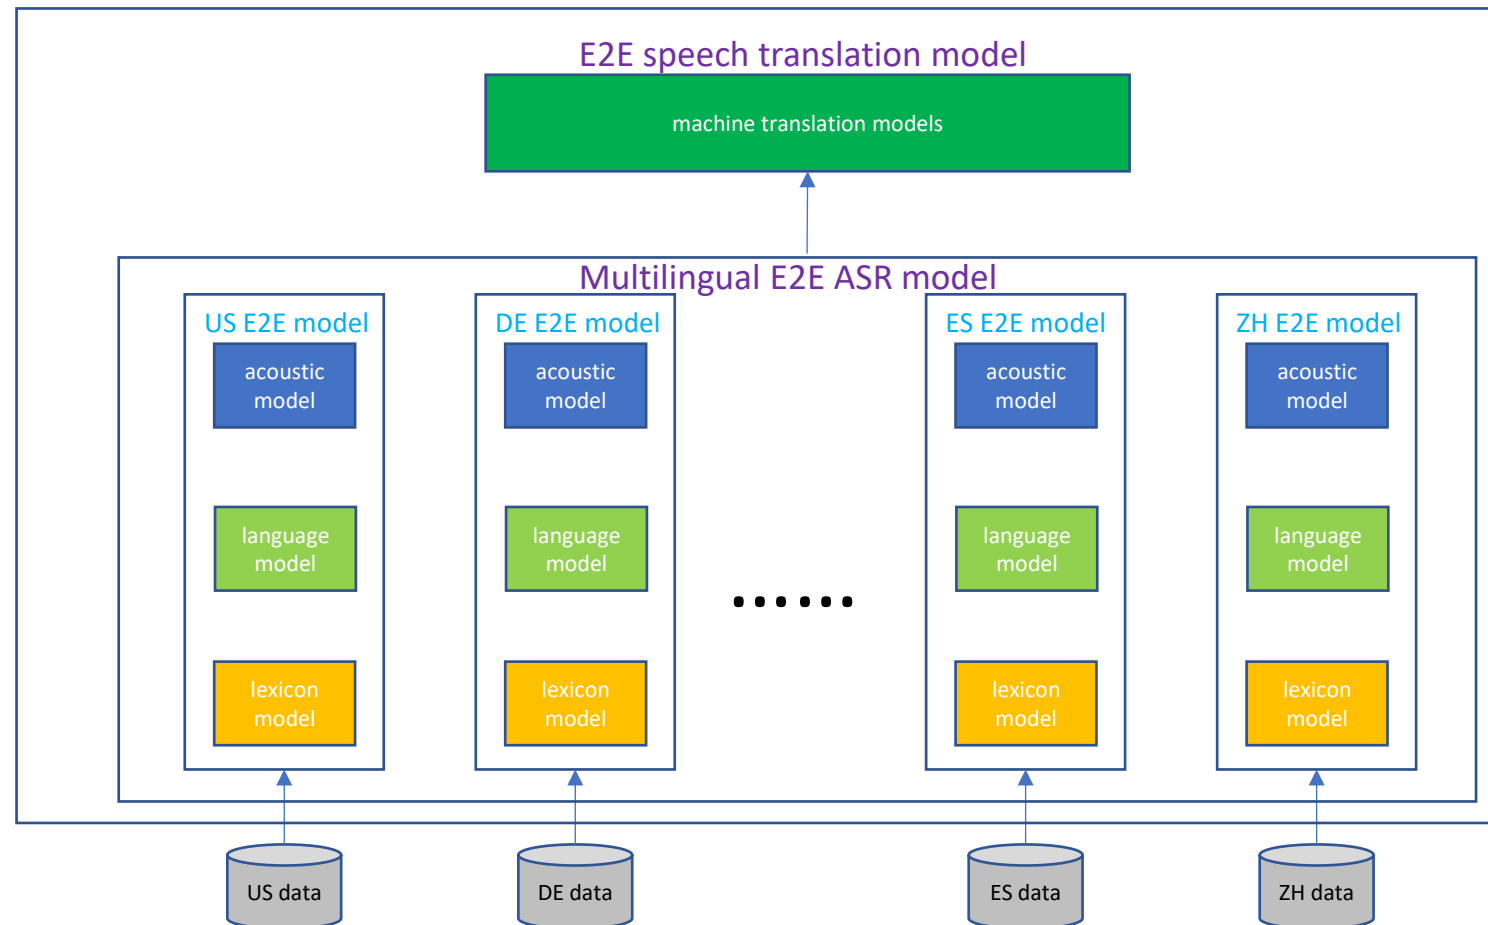 E2E speech translation model
machine translation models
Multilingual E2E ASR model
US E2E model
acoustic
model
language
model
lexicon
model
DE E2E model
acoustic
model
language
model
lexicon
model
......
ES E2E model
acoustic
model
language
model
lexicon
model
ZH E2E model
acoustic
model
language
model
lexicon
model
US data
DE data
ES data
ZH data